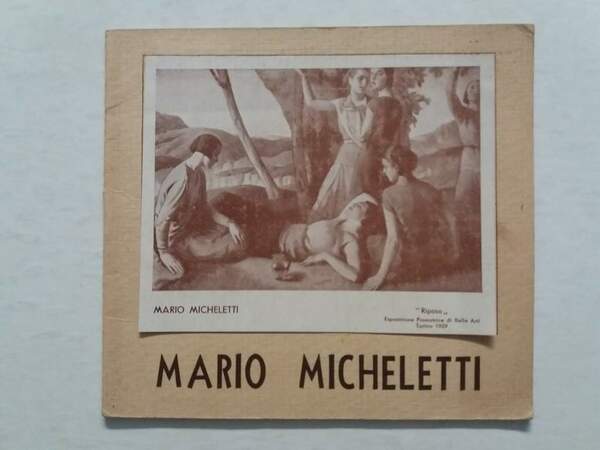 MARIO MICHELETTI
"Riposo„
Esposizione Promotrice di Belle Arti
Torino 1929
MARIO MICHELETTI